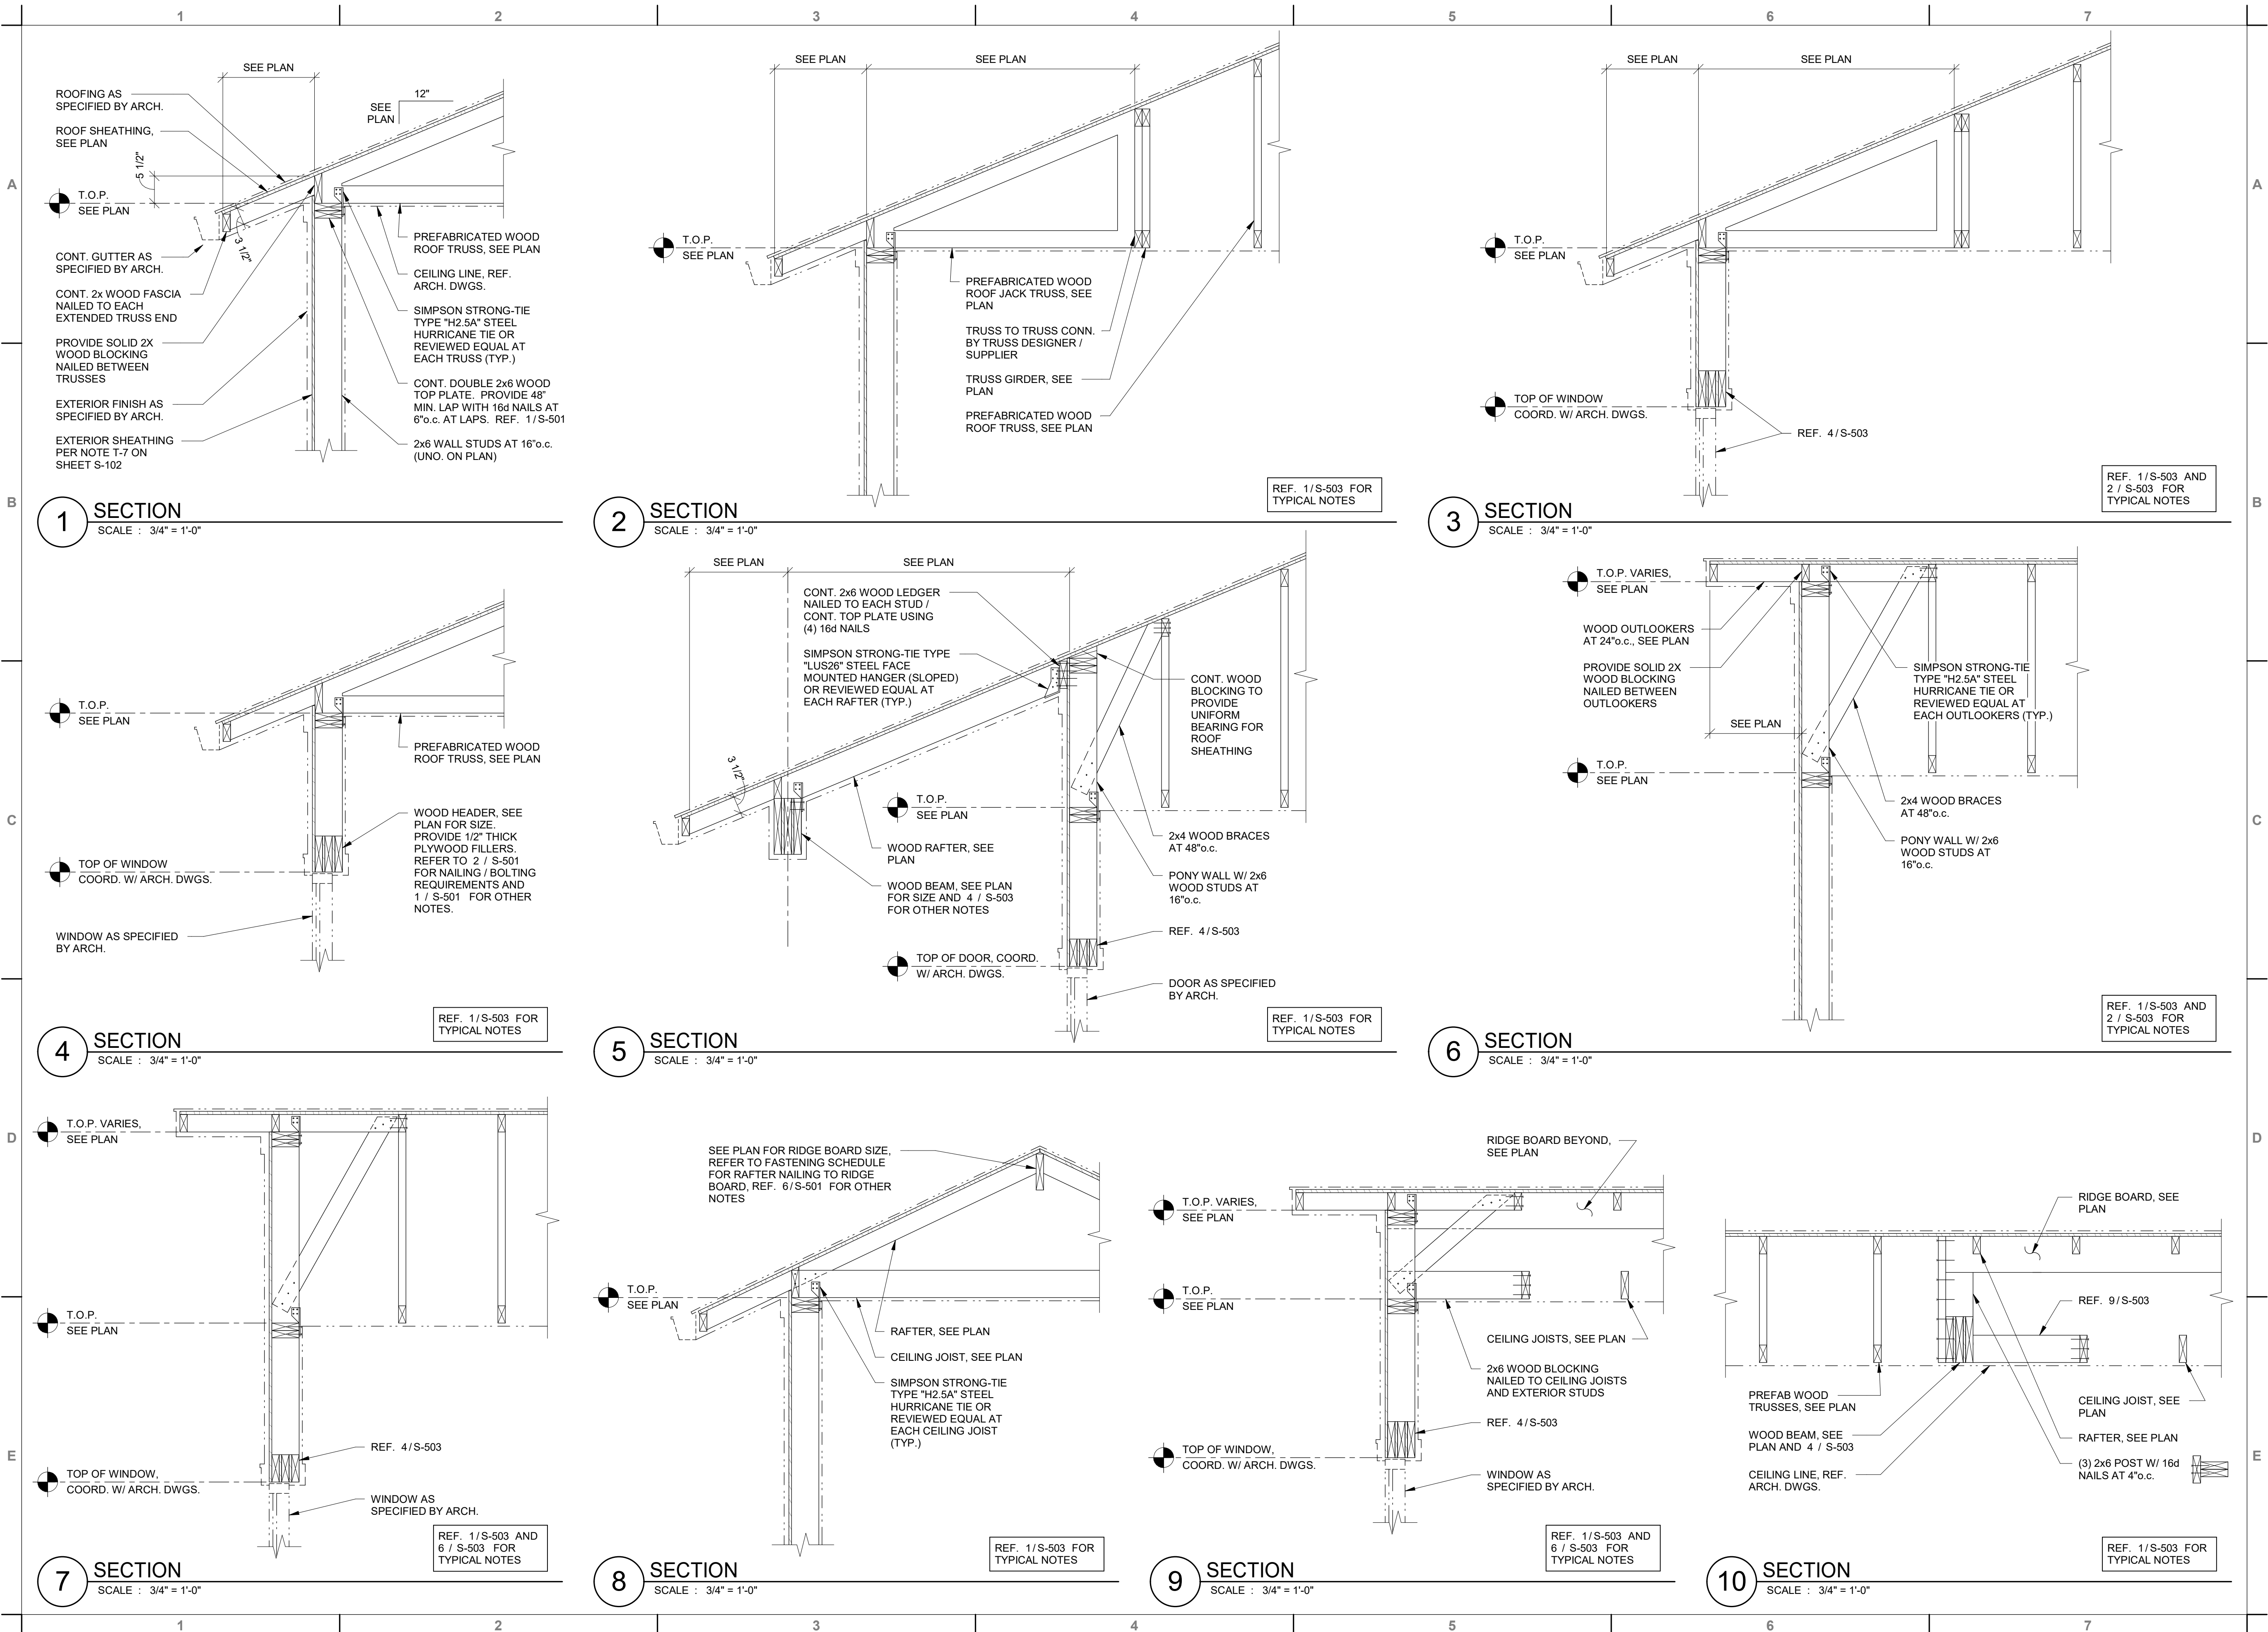 1 2 3 4 5 6 7
A
B
C
D
E
A
B
C
D
E
SEE PLAN
12"
SEE
PLAN
ROOFING AS
SPECIFIED BY ARCH.
ROOF SHEATHING,
SEE PLAN
5 1/2"
T.O.P.
SEE PLAN
3 1/2"
CONT. GUTTER AS
SPECIFIED BY ARCH.
CONT. 2x WOOD FASCIA
NAILED TO EACH
EXTENDED TRUSS END
PROVIDE SOLID 2X
WOOD BLOCKING
NAILED BETWEEN
TRUSSES
EXTERIOR FINISH AS
SPECIFIED BY ARCH.
EXTERIOR SHEATHING
PER NOTE T-7 ON
SHEET S-102
PREFABRICATED WOOD
ROOF TRUSS, SEE PLAN
CEILING LINE, REF.
ARCH. DWGS.
SIMPSON STRONG-TIE
TYPE "H2.5A" STEEL
HURRICANE TIE OR
REVIEWED EQUAL AT
EACH TRUSS (TYP.)
CONT. DOUBLE 2x6 WOOD
TOP PLATE. PROVIDE 48"
MIN. LAP WITH 16d NAILS AT
6"o.c. AT LAPS. REF. 1/S-501
2x6 WALL STUDS AT 16"o.c.
(UNO. ON PLAN)
1 SECTION
SCALE : 3/4" = 1'-0"
SEE PLAN
SEE PLAN
T.O.P.
SEE PLAN
PREFABRICATED WOOD
ROOF JACK TRUSS, SEE
PLAN
TRUSS TO TRUSS CONN.
BY TRUSS DESIGNER /
SUPPLIER
TRUSS GIRDER, SEE
PLAN
PREFABRICATED WOOD
ROOF TRUSS, SEE PLAN
REF. 1/S-503 FOR
TYPICAL NOTES
2 SECTION
SCALE : 3/4" = 1'-0"
SEE PLAN
SEE PLAN
T.O.P.
SEE PLAN
TOP OF WINDOW
COORD. W/ ARCH. DWGS.
REF. 4/S-503
REF. 1/S-503 AND
2 / S-503 FOR
TYPICAL NOTES
3 SECTION
SCALE : 3/4" = 1'-0"
T.O.P.
SEE PLAN
PREFABRICATED WOOD
ROOF TRUSS, SEE PLAN
WOOD HEADER, SEE
PLAN FOR SIZE.
PROVIDE 1/2" THICK
PLYWOOD FILLERS.
REFER TO 2 / S-501
FOR NAILING / BOLTING
REQUIREMENTS AND
1 / S-501 FOR OTHER
NOTES.
TOP OF WINDOW
COORD. W/ ARCH. DWGS.
WINDOW AS SPECIFIED
BY ARCH.
REF. 1/S-503 FOR
TYPICAL NOTES
4 SECTION
SCALE : 3/4" = 1'-0"
SEE PLAN
SEE PLAN
CONT. 2x6 WOOD LEDGER
NAILED TO EACH STUD /
CONT. TOP PLATE USING
(4) 16d NAILS
SIMPSON STRONG-TIE TYPE
"LUS26" STEEL FACE
MOUNTED HANGER (SLOPED)
OR REVIEWED EQUAL AT
EACH RAFTER (TYP.)
CONT. WOOD
BLOCKING TO
PROVIDE
UNIFORM
BEARING FOR
ROOF
SHEATHING
3 1/2"
T.O.P.
SEE PLAN
WOOD RAFTER, SEE
PLAN
WOOD BEAM, SEE PLAN
FOR SIZE AND 4 / S-503
FOR OTHER NOTES
2x4 WOOD BRACES
AT 48"o.c.
PONY WALL W/ 2x6
WOOD STUDS AT
16"o.c.
REF. 4/S-503
TOP OF DOOR, COORD.
W/ ARCH. DWGS.
DOOR AS SPECIFIED
BY ARCH.
REF. 1/S-503 FOR
TYPICAL NOTES
5 SECTION
SCALE : 3/4" = 1'-0"
T.O.P. VARIES,
SEE PLAN
WOOD OUTLOOKERS
AT 24"o.c., SEE PLAN
PROVIDE SOLID 2X
WOOD BLOCKING
NAILED BETWEEN
OUTLOOKERS
SIMPSON STRONG-TIE
TYPE "H2.5A" STEEL
HURRICANE TIE OR
REVIEWED EQUAL AT
EACH OUTLOOKERS (TYP.)
SEE PLAN
T.O.P.
SEE PLAN
2x4 WOOD BRACES
AT 48"o.c.
PONY WALL W/ 2x6
WOOD STUDS AT
16"o.c.
REF. 1/S-503 AND
2 / S-503 FOR
TYPICAL NOTES
6 SECTION
SCALE : 3/4" = 1'-0"
T.O.P. VARIES,
SEE PLAN
T.O.P.
SEE PLAN
REF. 4/S-503
TOP OF WINDOW,
COORD. W/ ARCH. DWGS.
WINDOW AS
SPECIFIED BY ARCH.
REF. 1/S-503 AND
6 / S-503 FOR
TYPICAL NOTES
7 SECTION
SCALE : 3/4" = 1'-0"
SEE PLAN FOR RIDGE BOARD SIZE,
REFER TO FASTENING SCHEDULE
FOR RAFTER NAILING TO RIDGE
BOARD, REF. 6/S-501 FOR OTHER
NOTES
T.O.P.
SEE PLAN
RAFTER, SEE PLAN
CEILING JOIST, SEE PLAN
SIMPSON STRONG-TIE
TYPE "H2.5A" STEEL
HURRICANE TIE OR
REVIEWED EQUAL AT
EACH CEILING JOIST
(TYP.)
REF. 1/S-503 FOR
TYPICAL NOTES
8 SECTION
SCALE : 3/4" = 1'-0"
RIDGE BOARD BEYOND,
SEE PLAN
T.O.P. VARIES,
SEE PLAN
T.O.P.
SEE PLAN
CEILING JOISTS, SEE PLAN
2x6 WOOD BLOCKING
NAILED TO CEILING JOISTS
AND EXTERIOR STUDS
REF. 4/S-503
TOP OF WINDOW,
COORD. W/ ARCH. DWGS.
WINDOW AS
SPECIFIED BY ARCH.
REF. 1/S-503 AND
6 / S-503 FOR
TYPICAL NOTES
9 SECTION
SCALE : 3/4" = 1'-0"
RIDGE BOARD, SEE
PLAN
REF. 9/S-503
PREFAB WOOD
TRUSSES, SEE PLAN
WOOD BEAM, SEE
PLAN AND 4 / S-503
CEILING LINE, REF.
ARCH. DWGS.
CEILING JOIST, SEE
PLAN
RAFTER, SEE PLAN
(3) 2x6 POST W/ 16d
NAILS AT 4"o.c.
REF. 1/S-503 FOR
TYPICAL NOTES
10 SECTION
SCALE : 3/4" = 1'-0"
1 2 3 4 5 6 7